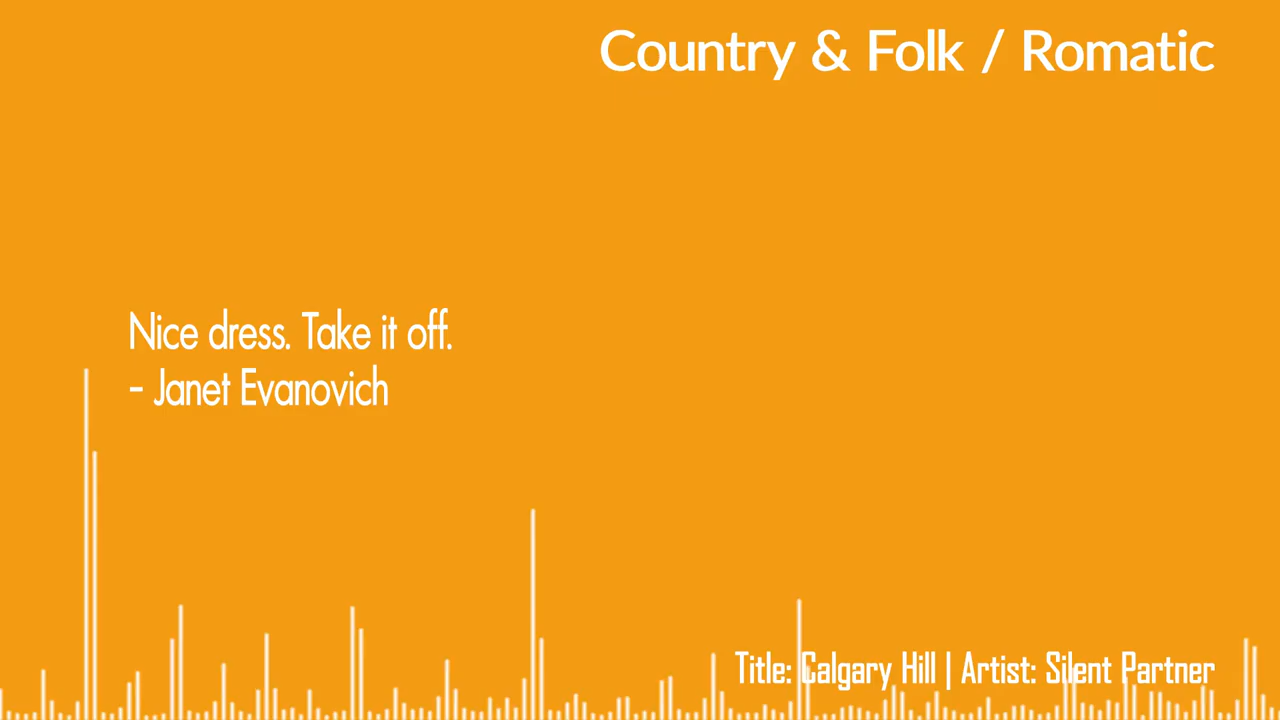 Country & Folk / Romatic
Nice dress. Take it off.
- Janet Evanovich
Title: Calgary Hill | Artist: Silent Partner